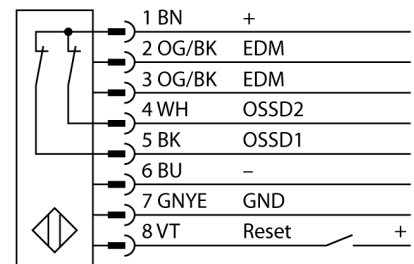 1 BN +
2 OG/BK EDM
3 OG/BK EDM
4 WH OSSD2
5 BK OSSD1
6 BU –
7 GNYE GND
8 VT Reset +